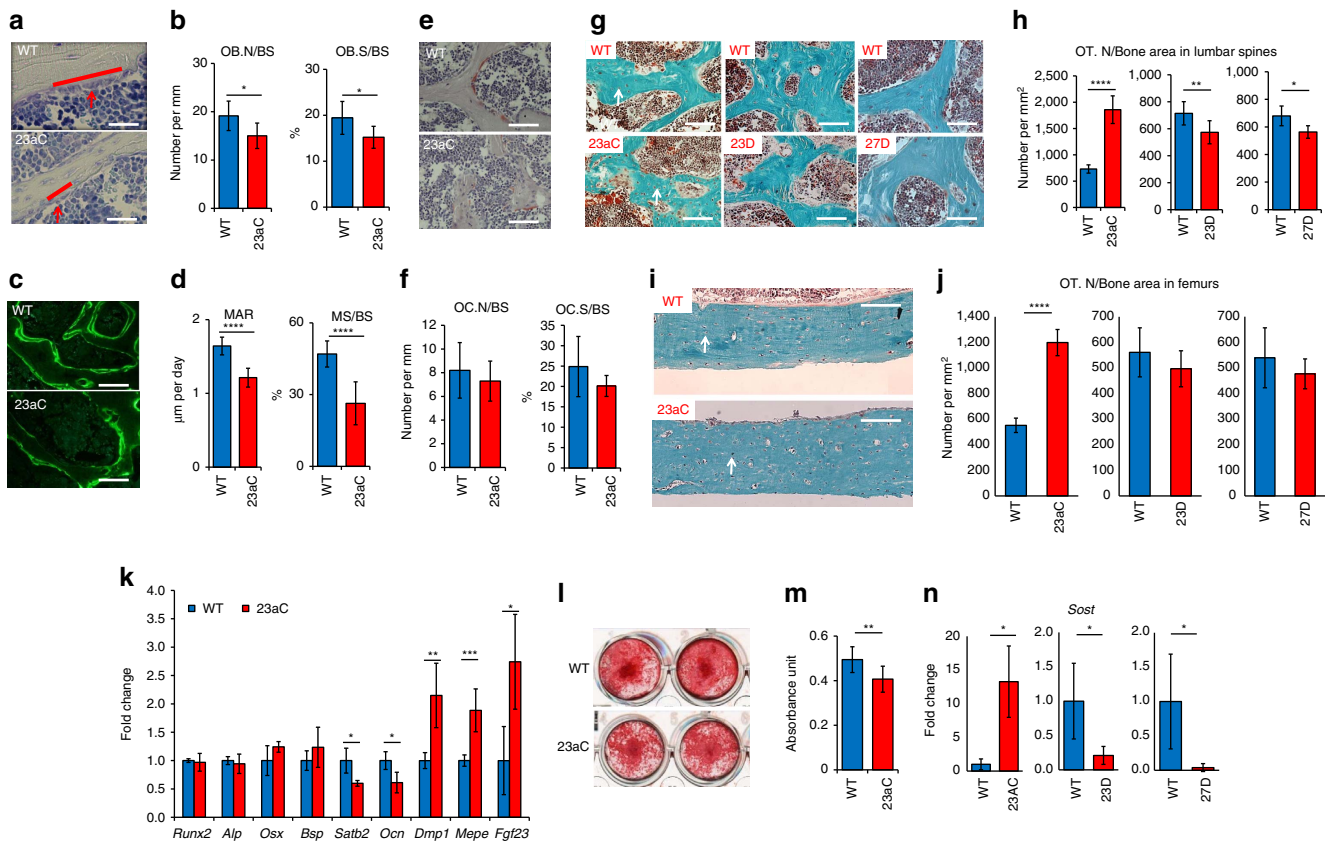 a
WT
23aC
b
OB.N/BS
OB.S/BS
Number per mm
%
30
20
10
0
30
20
10
0
*
*
WT
23aC
WT
23aC
c
WT
23aC
d
MAR
MS/BS
µm per day
%
2
1
0
60
30
0
****
****
WT
23aC
WT
23aC
e
WT
23aC
f
OC.N/BS
OC.S/BS
Number per mm
%
12
10
8
6
4
2
0
35
30
25
20
15
10
5
0
WT
23aC
WT
23aC
g
WT
WT
WT
23aC
23D
27D
h
OT. N/Bone area in lumbar spines
Number per mm²
2,500
2,000
1,500
1,000
500
0
****
WT
23aC
1,000
800
600
400
200
0
**
WT
23D
1,000
800
600
400
200
0
*
WT
27D
i
WT
23aC
j
OT. N/Bone area in femurs
Number per mm²
1,400
1,200
1,000
800
600
400
200
0
****
WT
23aC
700
600
500
400
300
200
100
0
WT
23D
700
600
500
400
300
200
100
0
WT
27D
k
Fold change
4.0
3.5
3.0
2.5
2.0
1.5
1.0
0.5
0.0
WT
23aC
*
*
**
***
*
Runx2 Alp Osx Bsp Satb2 Ocn Dmp1 Mepe Fgf23
l
WT
23aC
m
Absorbance unit
0.6
0.4
0.2
0
**
WT
23aC
n
Sost
Fold change
20
15
10
5
0
*
WT
23AC
2.0
1.5
1.0
0.5
0.0
*
WT
23D
2.0
1.5
1.0
0.5
0.0
*
WT
27D